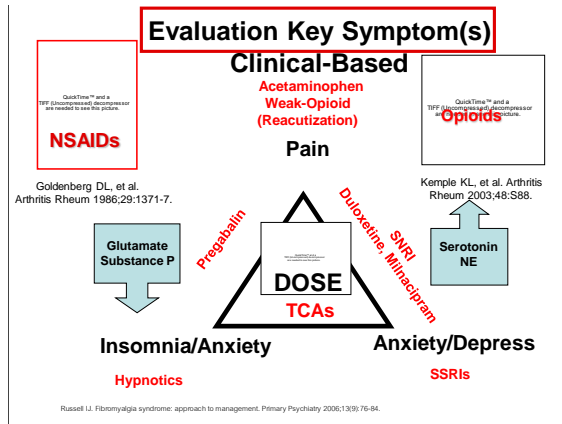 Evaluation Key Symptom(s)
Clinical-Based
QuickTime™ and a
TIFF (Uncompressed) decompressor
are needed to see this picture.
NSAIDs
Acetaminophen
Weak-Opioid
(Reacutization)
Pain
QuickTime™ and a
TIFF (Uncompressed) decompressor
are needed to see this picture.
Opioids
Goldenberg DL, et al.
Arthritis Rheum 1986;29:1371-7.
Kemple KL, et al. Arthritis
Rheum 2003;48:S88.
Glutamate
Substance P
Pregabalin
DOSE
TCAs
SNRI
Duloxetine, Milnacipram
Serotonin
NE
Insomnia/Anxiety
Anxiety/Depress
Hypnotics
SSRIs
Russell IJ. Fibromyalgia syndrome: approach to management. Primary Psychiatry 2006;13(9):76-84.